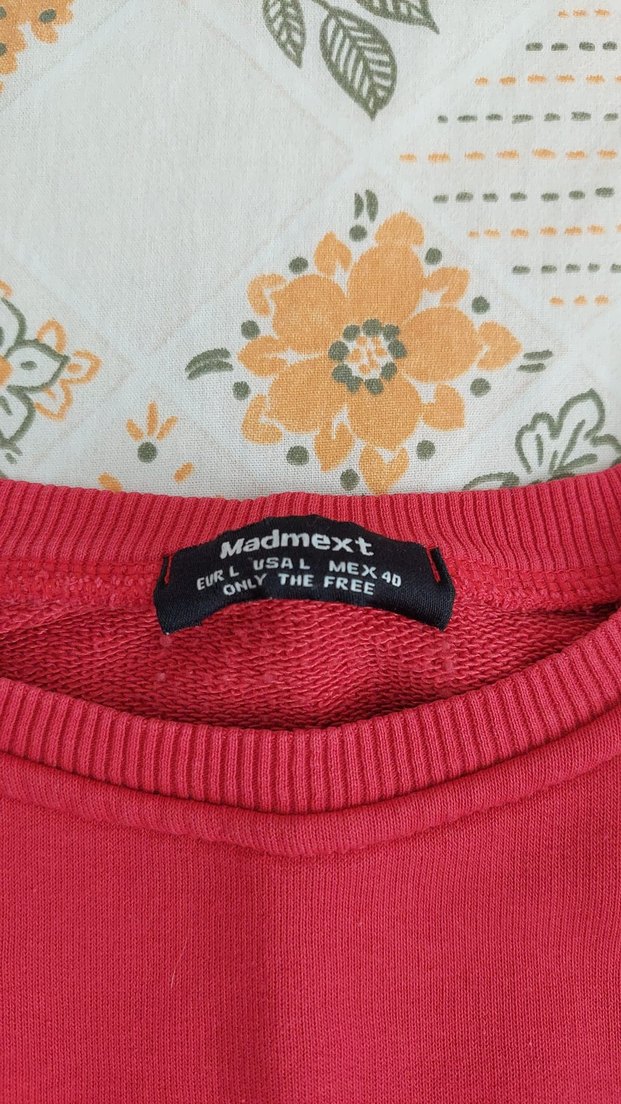 Madmext
EUR L USA L MEX 40
ONLY THE FREE